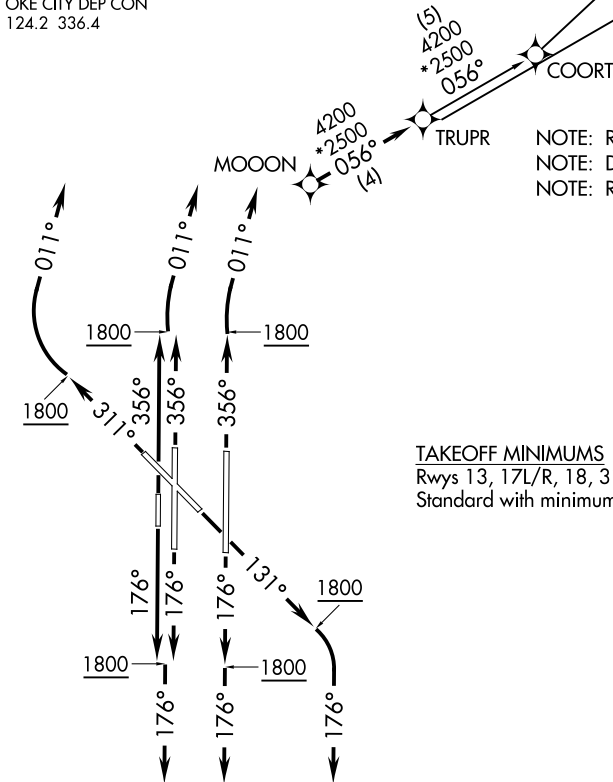 OKE CITY DEP CON
124.2 336.4
(5)
4200
*2500
056°
COORT
4200
*2500
056°
(4)
TRUPR
MOOON
NOTE: R
NOTE: D
NOTE: R
011°
011°
011°
1800
1800
1800
356°
356°
356°
311°
TAKEOFF MINIMUMS
Rwys 13, 17L/R, 18, 3
Standard with minimum
131°
176°
176°
176°
1800
1800
1800
176°
176°
176°